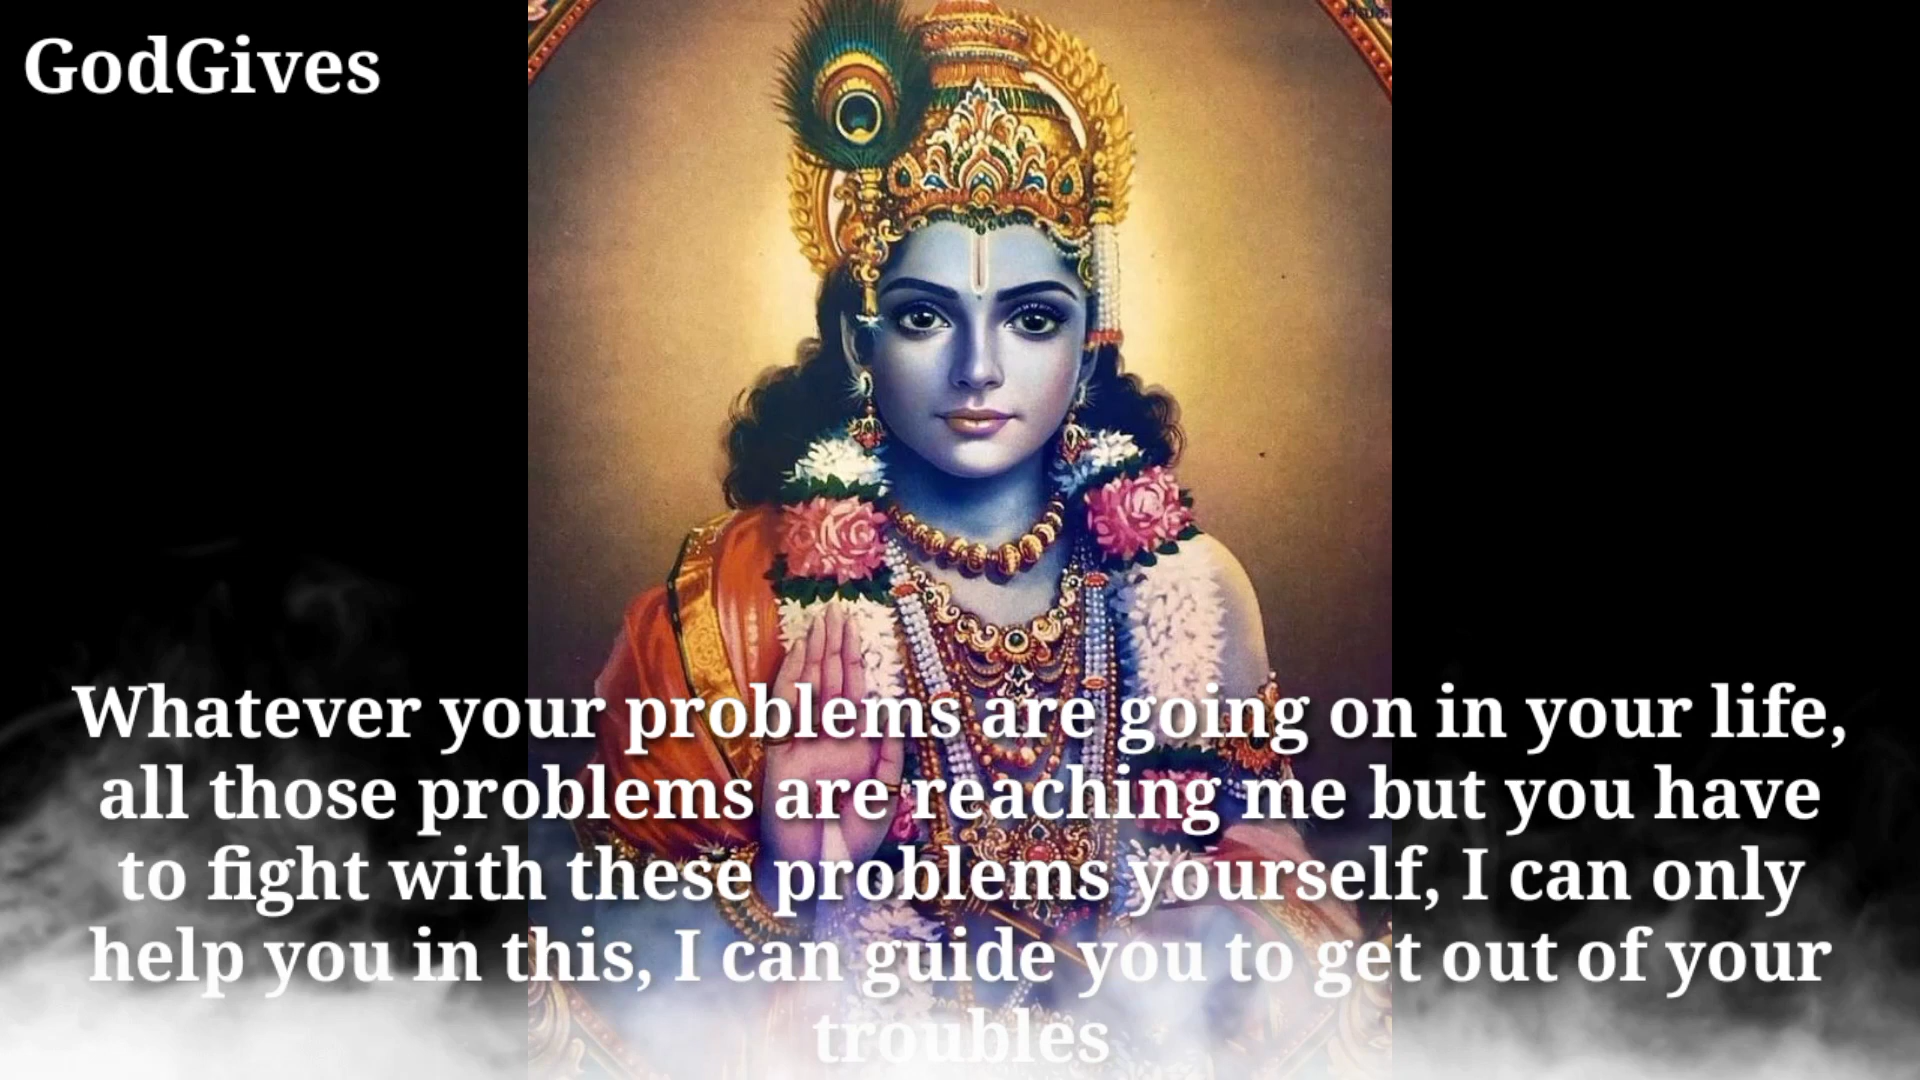 GodGives
Whatever your problems are going on in your life,
all those problems are reaching me but you have
to fight with these problems yourself, I can only
help you in this, I can guide you to get out of your
troubles